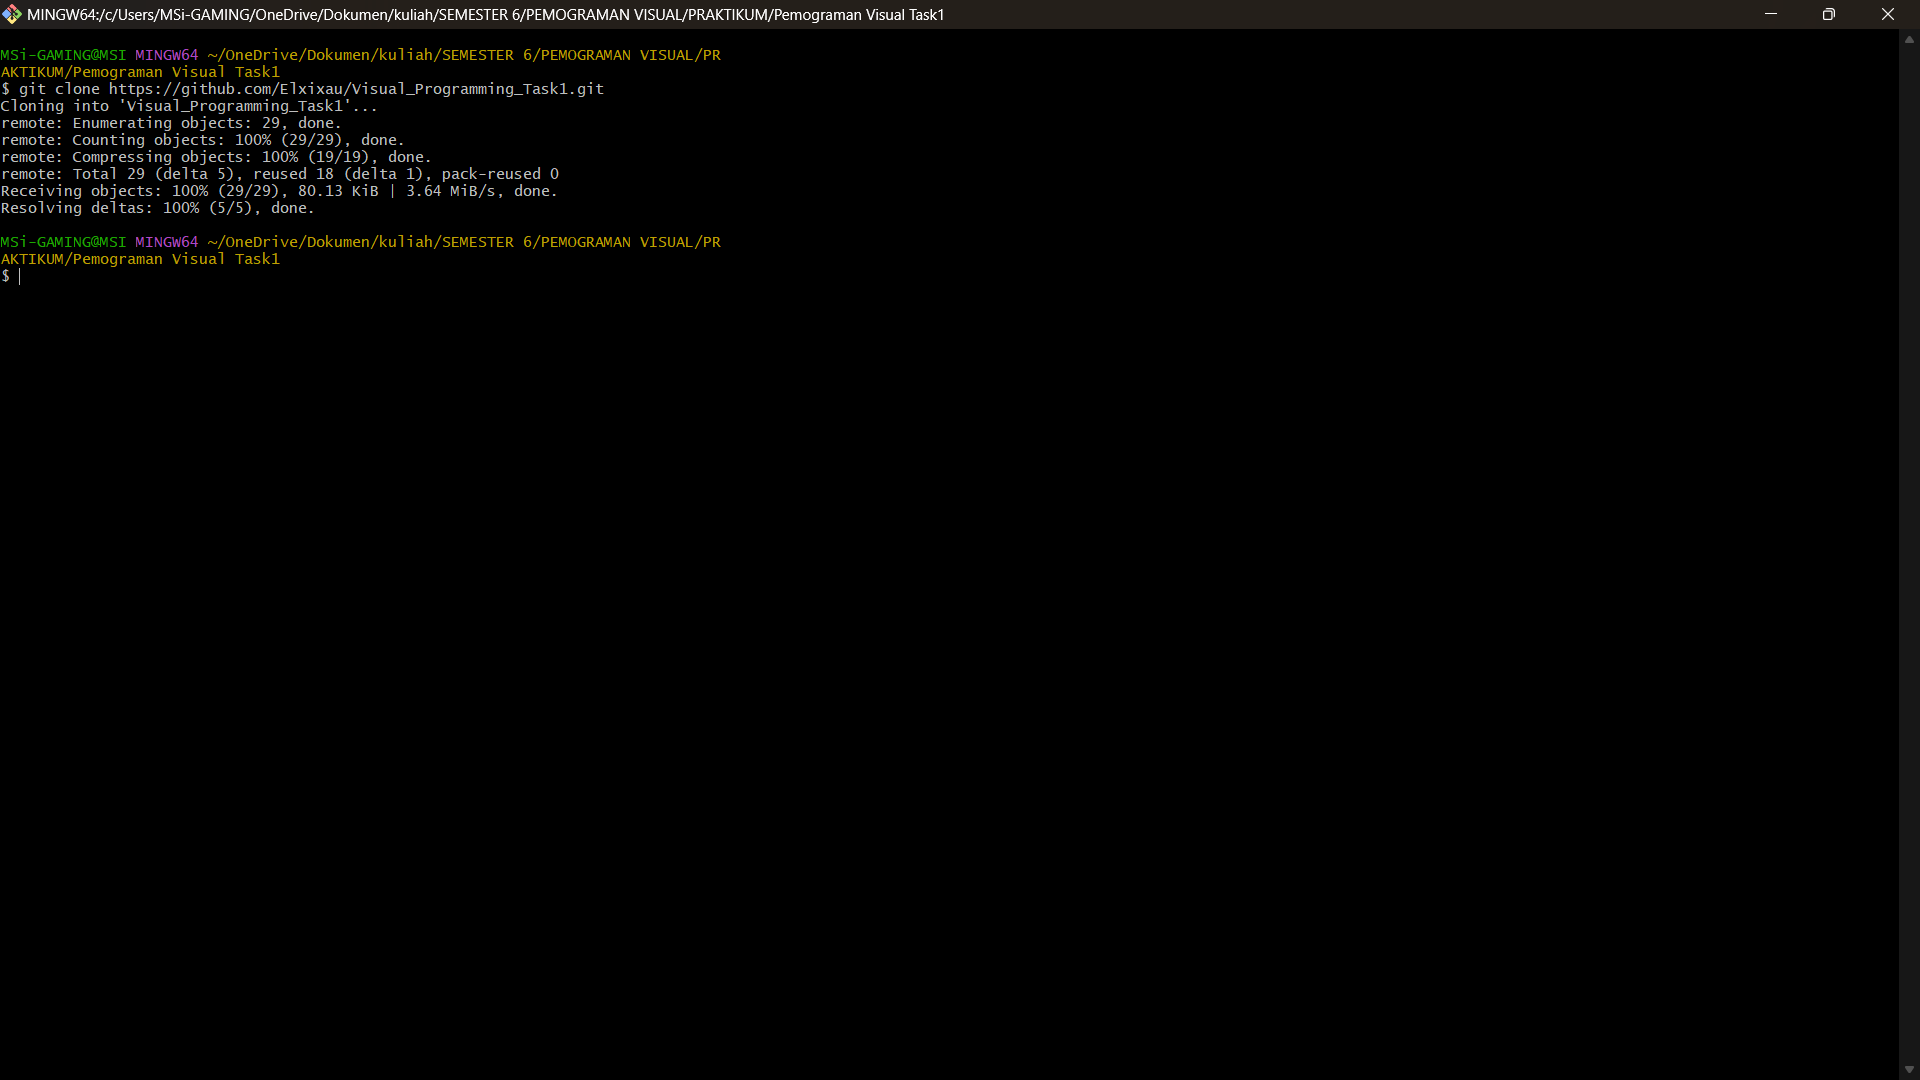 MINGW64:/c/Users/MSi-GAMING/OneDrive/Dokumen/kuliah/SEMESTER 6/PEMOGRAMAN VISUAL/PRAKTIKUM/Pemograman Visual Task1
MSi-GAMING@MSI MINGW64 ~/OneDrive/Dokumen/kuliah/SEMESTER 6/PEMOGRAMAN VISUAL/PR
AKTIKUM/Pemograman Visual Task1
$ git clone https://github.com/Elxixau/Visual_Programming_Task1.git
Cloning into 'Visual_Programming_Task1'...
remote: Enumerating objects: 29, done.
remote: Counting objects: 100% (29/29), done.
remote: Compressing objects: 100% (19/19), done.
remote: Total 29 (delta 5), reused 18 (delta 1), pack-reused 0
Receiving objects: 100% (29/29), 80.13 KiB | 3.64 MiB/s, done.
Resolving deltas: 100% (5/5), done.
MSi-GAMING@MSI MINGW64 ~/OneDrive/Dokumen/kuliah/SEMESTER 6/PEMOGRAMAN VISUAL/PR
AKTIKUM/Pemograman Visual Task1
$